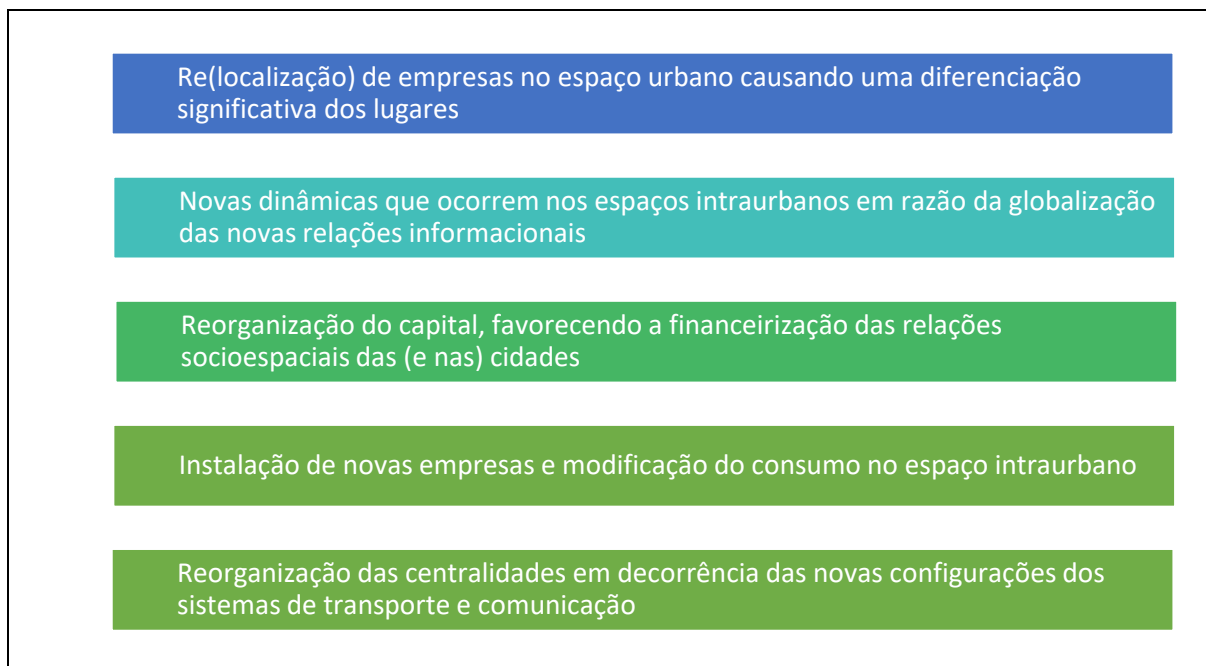 Re(localização) de empresas no espaço urbano causando uma diferenciação
significativa dos lugares
Novas dinâmicas que ocorrem nos espaços intraurbanos em razão da globalização
das novas relações informacionais
Reorganização do capital, favorecendo a financeirização das relações
socioespaciais das (e nas) cidades
Instalação de novas empresas e modificação do consumo no espaço intraurbano
Reorganização das centralidades em decorrência das novas configurações dos
sistemas de transporte e comunicação